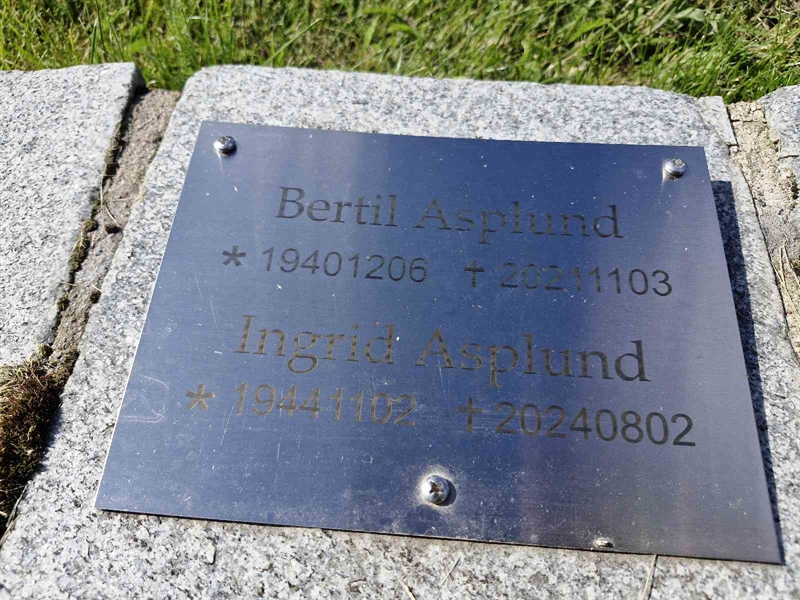 Bertil Asplund
* 19401206 † 20211103
Ingrid Asplund
* 19441102 † 20240802